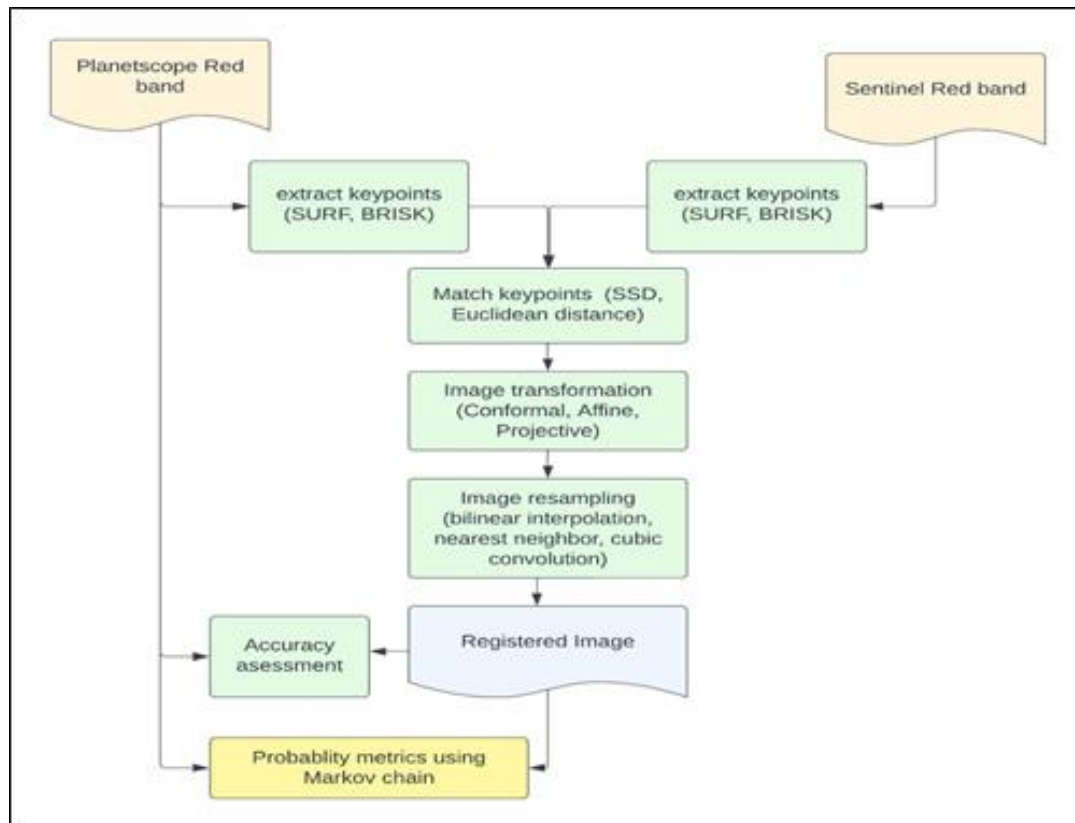 Planetscope Red
band
Sentinel Red band
extract keypoints
(SURF, BRISK)
extract keypoints
(SURF, BRISK)
Match keypoints (SSD,
Euclidean distance)
Image transformation
(Conformal, Affine,
Projective)
Image resampling
(bilinear interpolation,
nearest neighbor, cubic
convolution)
Accuracy
asessment
Registered Image
Probablity metrics using
Markov chain